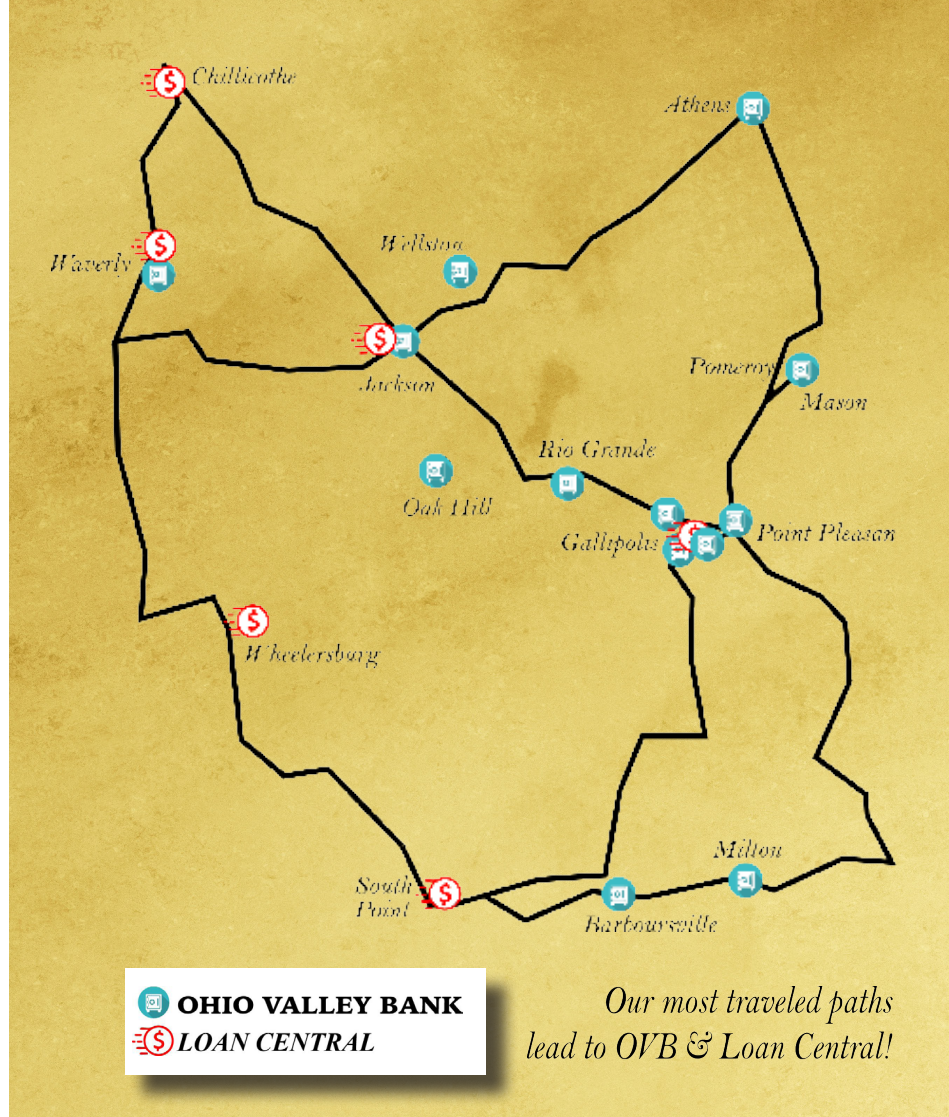 Chillicothe
Athens
Wellston
Waverly
Jackson
Pomeroy
Mason
Rio Grande
Oak Hill
Gallipolis
Point Pleasan
Wheelersburg
Milton
South
Point
Barboursville
OHIO VALLEY BANK
LOAN CENTRAL
Our most traveled paths
lead to OVB & Loan Central!